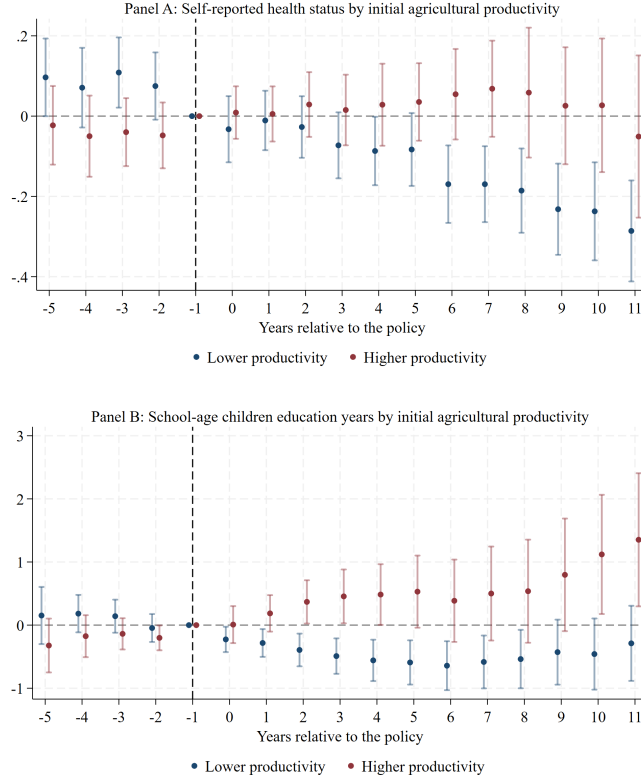 Panel A: Self-reported health status by initial agricultural productivity
.2
0
-.2
-.4
-5 -4 -3 -2 -1 0 1 2 3 4 5 6 7 8 9 10 11
Years relative to the policy
Lower productivity Higher productivity
Panel B: School-age children education years by initial agricultural productivity
3
2
1
0
-1
-5 -4 -3 -2 -1 0 1 2 3 4 5 6 7 8 9 10 11
Years relative to the policy
Lower productivity Higher productivity